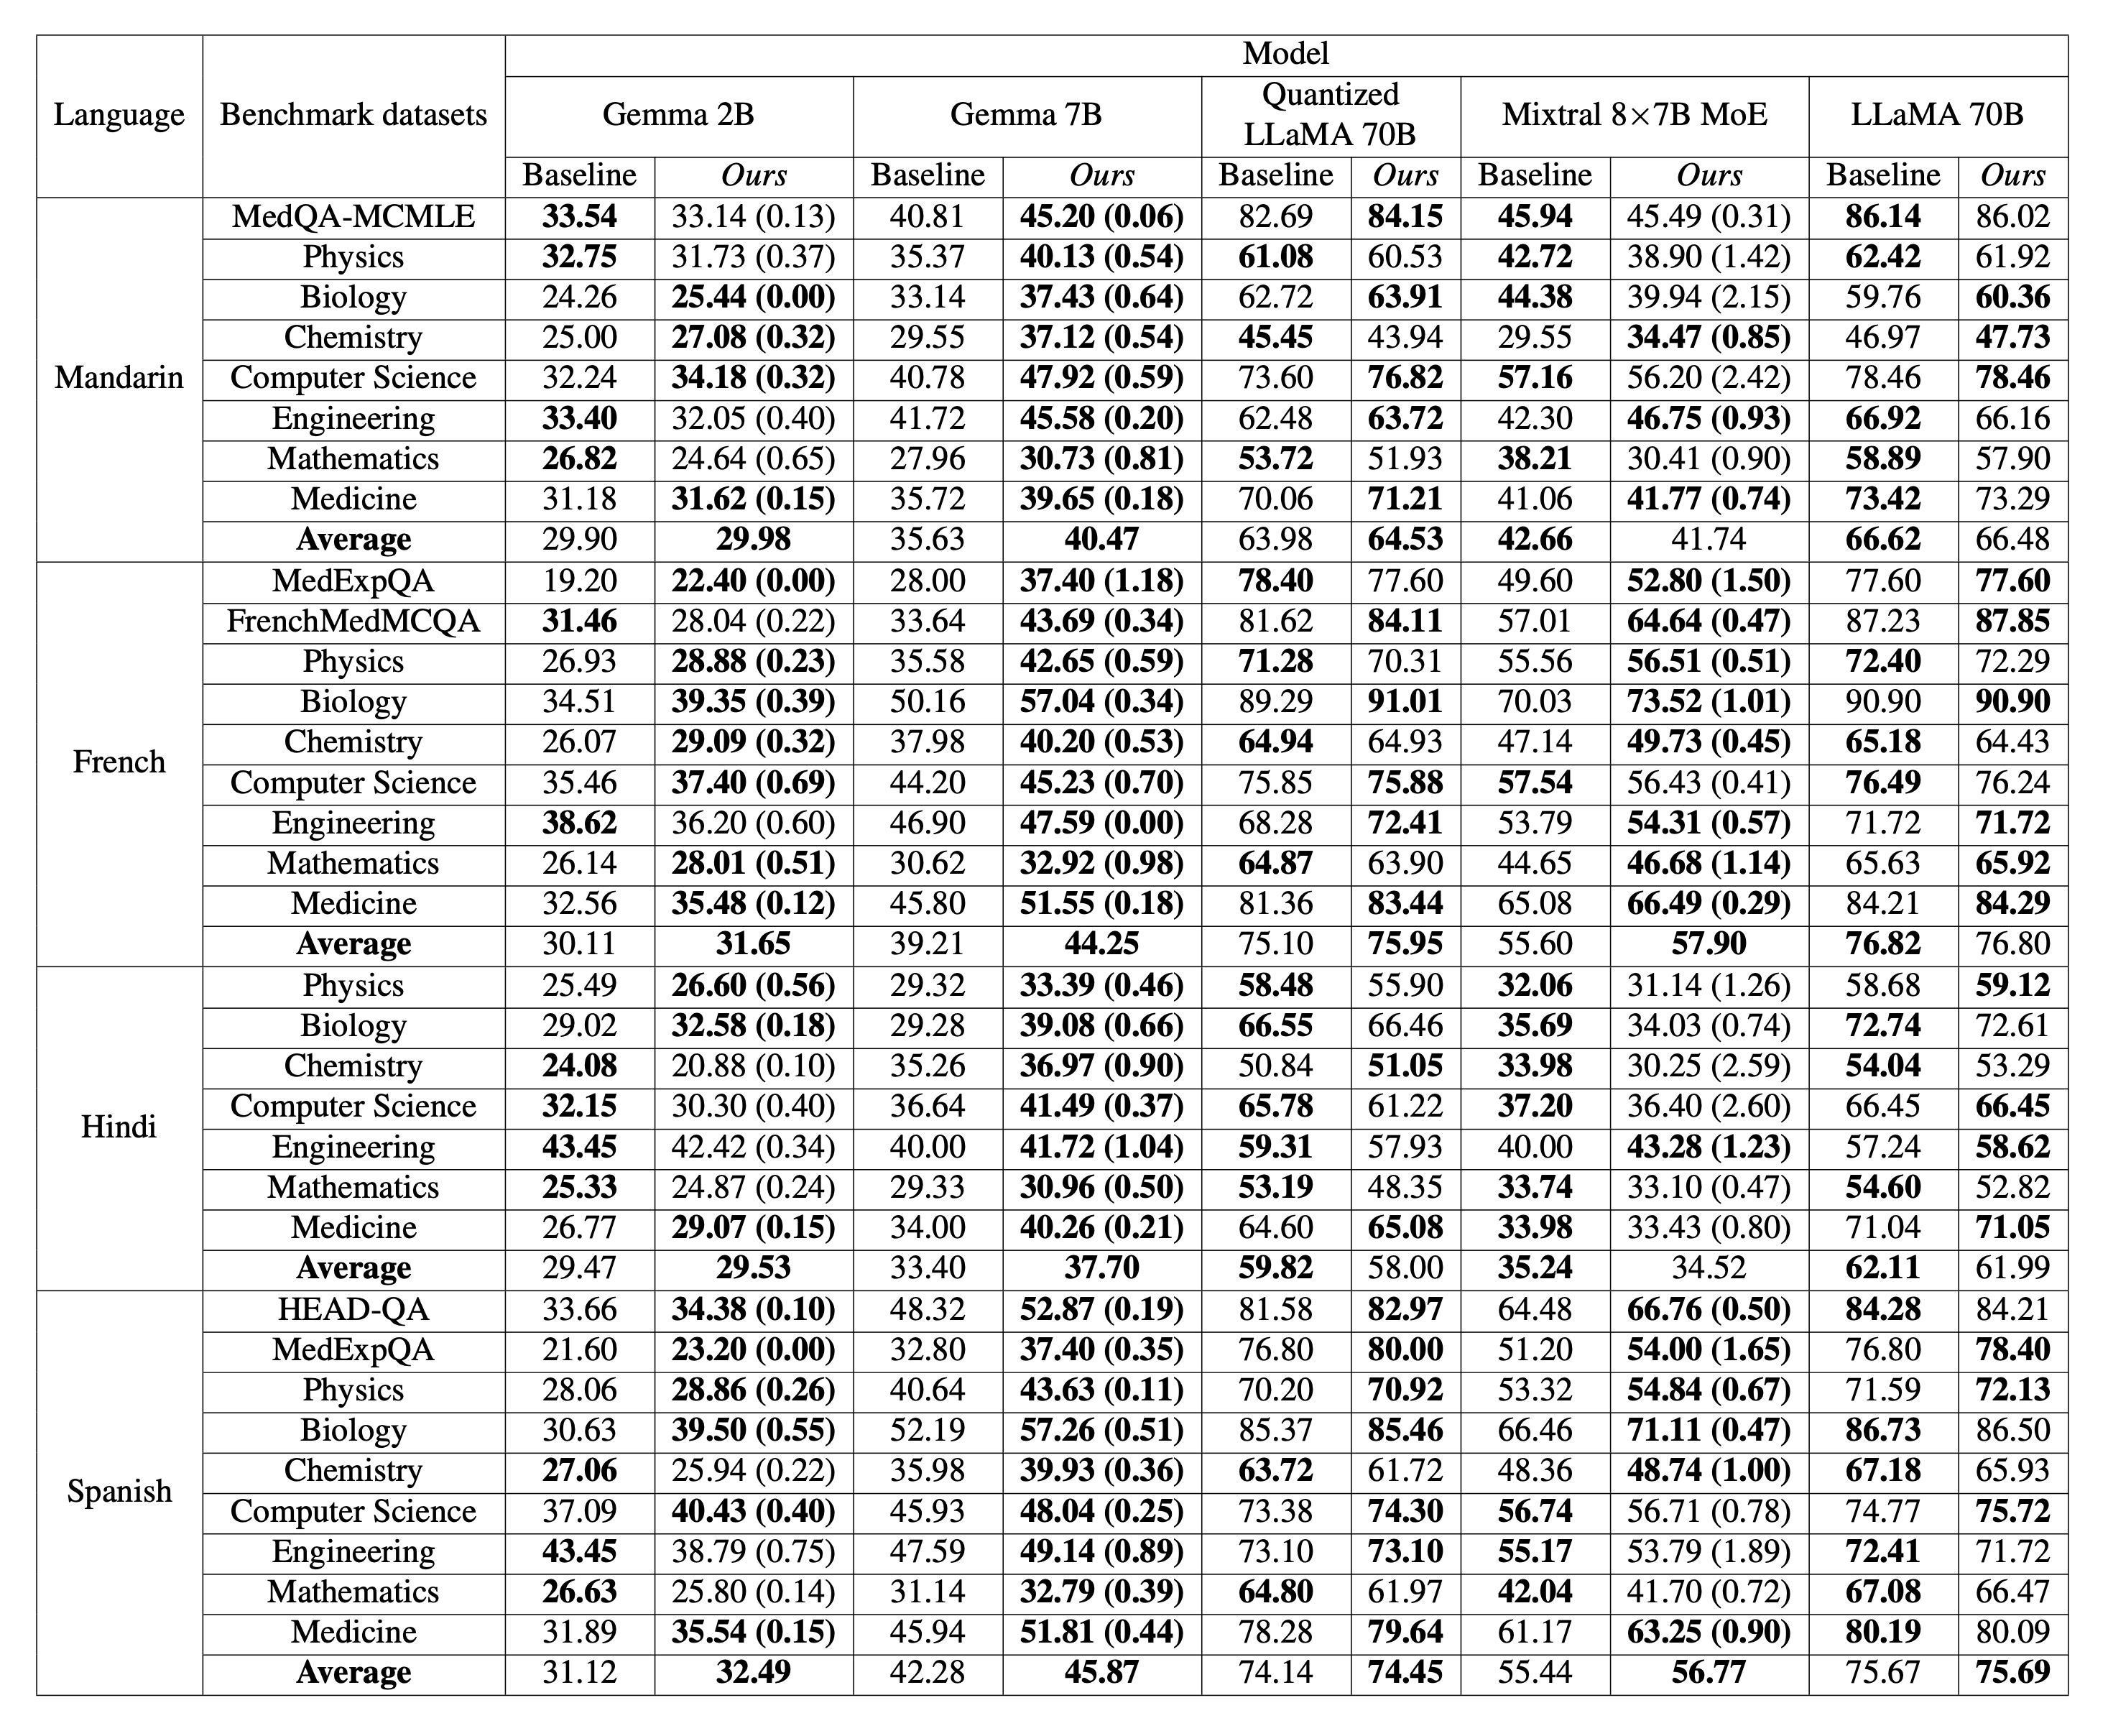 Model
Language Benchmark datasets Gemma 2B Gemma 7B Quantized LLaMA 70B Mixtral 8×7B MoE LLaMA 70B
Baseline Ours Baseline Ours Baseline Ours Baseline Ours Baseline Ours
Mandarin
MedQA-MCMLE 33.54 33.14 (0.13) 40.81 45.20 (0.06) 82.69 84.15 45.94 45.49 (0.31) 86.14 86.02
Physics 32.75 31.73 (0.37) 35.37 40.13 (0.54) 61.08 60.53 42.72 38.90 (1.42) 62.42 61.92
Biology 24.26 25.44 (0.00) 33.14 37.43 (0.64) 62.72 63.91 44.38 39.94 (2.15) 59.76 60.36
Chemistry 25.00 27.08 (0.32) 29.55 37.12 (0.54) 45.45 43.94 29.55 34.47 (0.85) 46.97 47.73
Computer Science 32.24 34.18 (0.32) 40.78 47.92 (0.59) 73.60 76.82 57.16 56.20 (2.42) 78.46 78.46
Engineering 33.40 32.05 (0.40) 41.72 45.58 (0.20) 62.48 63.72 42.30 46.75 (0.93) 66.92 66.16
Mathematics 26.82 24.64 (0.65) 27.96 30.73 (0.81) 53.72 51.93 38.21 30.41 (0.90) 58.89 57.90
Medicine 31.18 31.62 (0.15) 35.72 39.65 (0.18) 70.06 71.21 41.06 41.77 (0.74) 73.42 73.29
Average 29.90 29.98 35.63 40.47 63.98 64.53 42.66 41.74 66.62 66.48
French
MedExpQA 19.20 22.40 (0.00) 28.00 37.40 (1.18) 78.40 77.60 49.60 52.80 (1.50) 77.60 77.60
FrenchMedMCQA 31.46 28.04 (0.22) 33.64 43.69 (0.34) 81.62 84.11 57.01 64.64 (0.47) 87.23 87.85
Physics 26.93 28.88 (0.23) 35.58 42.65 (0.59) 71.28 70.31 55.56 56.51 (0.51) 72.40 72.29
Biology 34.51 39.35 (0.39) 50.16 57.04 (0.34) 89.29 91.01 70.03 73.52 (1.01) 90.90 90.90
Chemistry 26.07 29.09 (0.32) 37.98 40.20 (0.53) 64.94 64.93 47.14 49.73 (0.45) 65.18 64.43
Computer Science 35.46 37.40 (0.69) 44.20 45.23 (0.70) 75.85 75.88 57.54 56.43 (0.41) 76.49 76.24
Engineering 38.62 36.20 (0.60) 46.90 47.59 (0.00) 68.28 72.41 53.79 54.31 (0.57) 71.72 71.72
Mathematics 26.14 28.01 (0.51) 30.62 32.92 (0.98) 64.87 63.90 44.65 46.68 (1.14) 65.63 65.92
Medicine 32.56 35.48 (0.12) 45.80 51.55 (0.18) 81.36 83.44 65.08 66.49 (0.29) 84.21 84.29
Average 30.11 31.65 39.21 44.25 75.10 75.95 55.60 57.90 76.82 76.80
Hindi
Physics 25.49 26.60 (0.56) 29.32 33.39 (0.46) 58.48 55.90 32.06 31.14 (1.26) 58.68 59.12
Biology 29.02 32.58 (0.18) 29.28 39.08 (0.66) 66.55 66.46 35.69 34.03 (0.74) 72.74 72.61
Chemistry 24.08 20.88 (0.10) 35.26 36.97 (0.90) 50.84 51.05 33.98 30.25 (2.59) 54.04 53.29
Computer Science 32.15 30.30 (0.40) 36.64 41.49 (0.37) 65.78 61.22 37.20 36.40 (2.60) 66.45 66.45
Engineering 43.45 42.42 (0.34) 40.00 41.72 (1.04) 59.31 57.93 40.00 43.28 (1.23) 57.24 58.62
Mathematics 25.33 24.87 (0.24) 29.33 30.96 (0.50) 53.19 48.35 33.74 33.10 (0.47) 54.60 52.82
Medicine 26.77 29.07 (0.15) 34.00 40.26 (0.21) 64.60 65.08 33.98 33.43 (0.80) 71.04 71.05
Average 29.47 29.53 33.40 37.70 59.82 58.00 35.24 34.52 62.11 61.99
Spanish
HEAD-QA 33.66 34.38 (0.10) 48.32 52.87 (0.19) 81.58 82.97 64.48 66.76 (0.50) 84.28 84.21
MedExpQA 21.60 23.20 (0.00) 32.80 37.40 (0.35) 76.80 80.00 51.20 54.00 (1.65) 76.80 78.40
Physics 28.06 28.86 (0.26) 40.64 43.63 (0.11) 70.20 70.92 53.32 54.84 (0.67) 71.59 72.13
Biology 30.63 39.50 (0.55) 52.19 57.26 (0.51) 85.37 85.46 66.46 71.11 (0.47) 86.73 86.50
Chemistry 27.06 25.94 (0.22) 35.98 39.93 (0.36) 63.72 61.72 48.36 48.74 (1.00) 67.18 65.93
Computer Science 37.09 40.43 (0.40) 45.93 48.04 (0.25) 73.38 74.30 56.74 56.71 (0.78) 74.77 75.72
Engineering 43.45 38.79 (0.75) 47.59 49.14 (0.89) 73.10 73.10 55.17 53.79 (1.89) 72.41 71.72
Mathematics 26.63 25.80 (0.14) 31.14 32.79 (0.39) 64.80 61.97 42.04 41.70 (0.72) 67.08 66.47
Medicine 31.89 35.54 (0.15) 45.94 51.81 (0.44) 78.28 79.64 61.17 63.25 (0.90) 80.19 80.09
Average 31.12 32.49 42.28 45.87 74.14 74.45 55.44 56.77 75.67 75.69